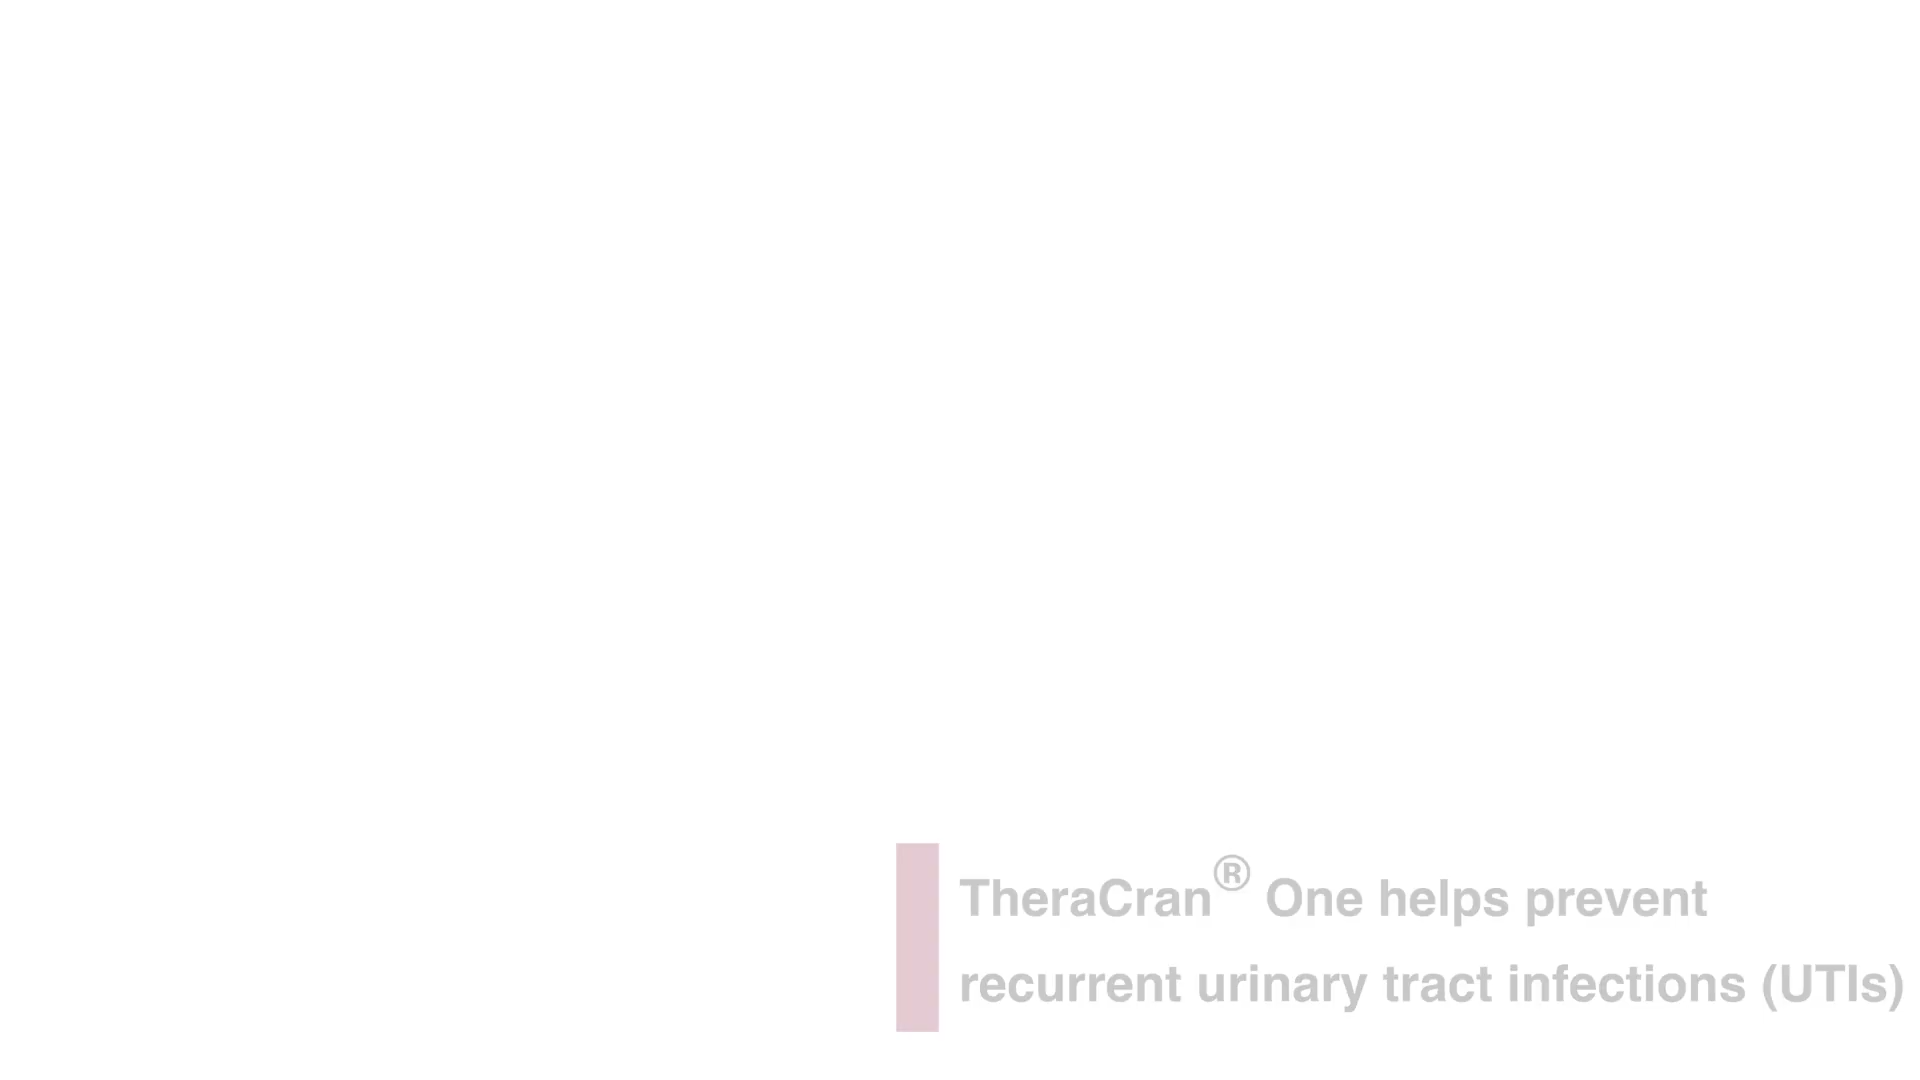 TheraCran® One helps prevent
recurrent urinary tract infections (UTIs)